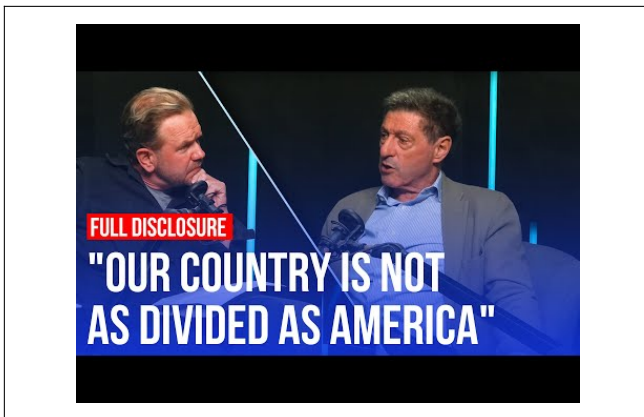 FULL DISCLOSURE
"OUR COUNTRY IS NOT
AS DIVIDED AS AMERICA"